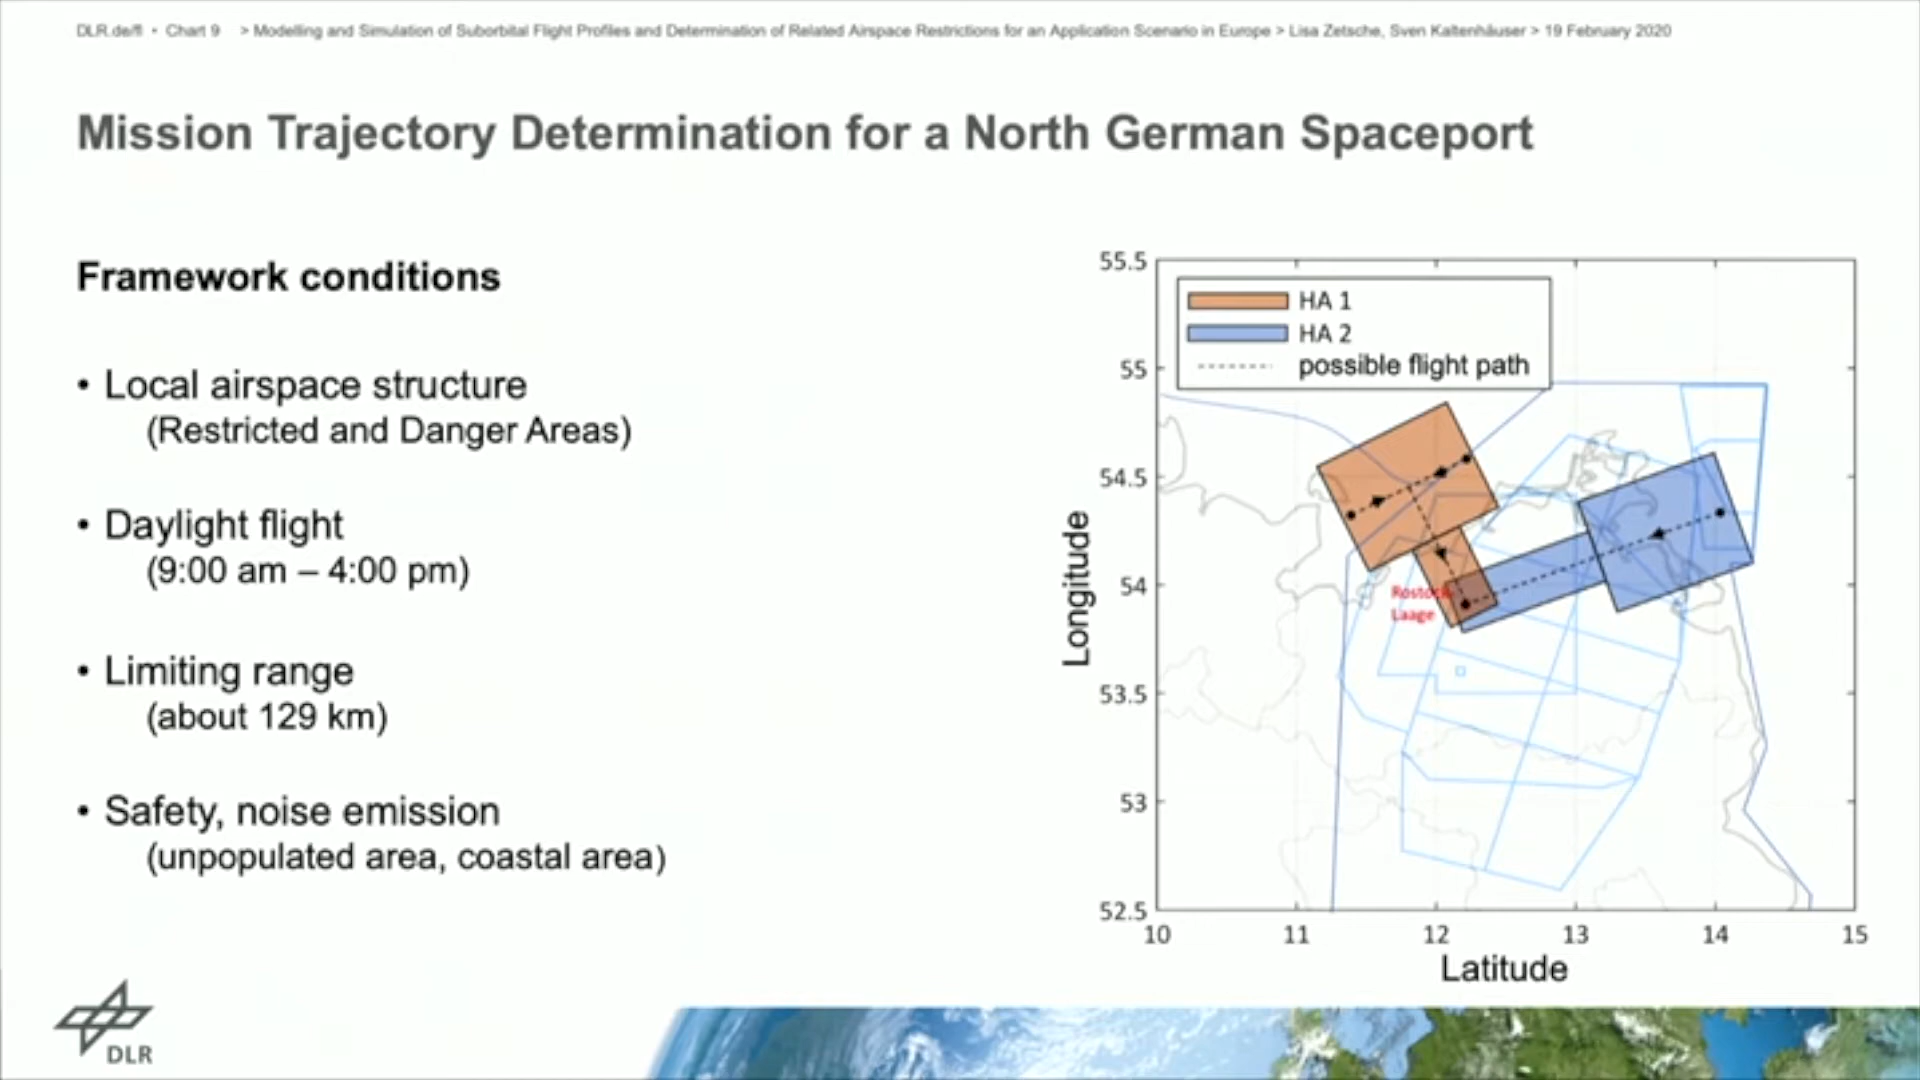 DLR.de/fl • Chart 9 > Modelling and Simulation of Suborbital Flight Profiles and Determination of Related Airspace Restrictions for an Application Scenario in Europe > Lisa Zetsche, Sven Kaltenhäuser > 19 February 2020
Mission Trajectory Determination for a North German Spaceport
Framework conditions
• Local airspace structure
(Restricted and Danger Areas)
• Daylight flight
(9:00 am – 4:00 pm)
• Limiting range
(about 129 km)
• Safety, noise emission
(unpopulated area, coastal area)
HA 1
HA 2
possible flight path
55.5
55
54.5
54
53.5
53
52.5
Longitude
Rostock
Laage
10 11 12 13 14 15
Latitude
DLR